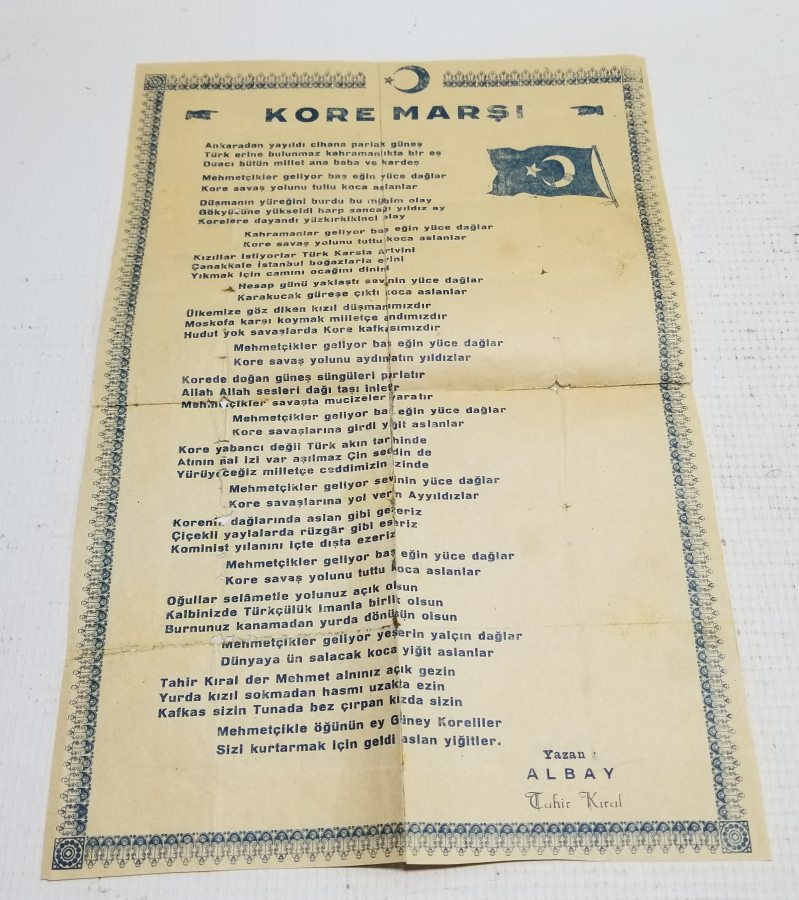 KORE MARŞI
Ankaradan yayıldı cihana parlak güneş
Türk erine bulunmaz kahramanlıkta bir eş
Duacı bütün millet ana baba ve kardeş
Mehmetçikler geliyor baş eğin yüce dağlar
Kore savaş yolunu tuttu koca aslanlar
Düşmanın yüreğini burdu bu mühim olay
Gökyüzüne yükseldi harp sancağı yıldız ay
Korelere dayandı yüzkırkikinci alay
Kahramanlar geliyor baş eğin yüce dağlar
Kore savaş yolunu tuttu koca aslanlar
Kızıllar istiyorlar Türk Karsla Artvini
Çanakkale İstanbul boğazlarla evini
Yıkmak için camını ocağını dinini
Hesap günü yaklaştı sevinin yüce dağlar
Karakucak güreşe çıktı koca aslanlar
Ülkemize göz diken kızıl düşmanımızdır
Moskofa karşı koymak milletçe andımızdır
Hudut yok savaşlarda Kore kafkasımızdır
Mehmetçikler geliyor baş eğin yüce dağlar
Kore savaş yolunu aydınlatın yıldızlar
Korede doğan güneş süngüleri parlatır
Allah Allah sesleri dağı taşı inletir
Mehmetçikler savaşta mucizeler yaratır
Mehmetçikler geliyor baş eğin yüce dağlar
Kore savaşlarına girdi yiğit aslanlar
Kore yabancı değil Türk akın tarihinde
Atının nal izi var aşılmaz Çin seddin de
Yürüyeceğiz milletçe ceddimizin izinde
Mehmetçikler geliyor sevinin yüce dağlar
Kore savaşlarına yol verin Ayyıldızlar
Korenin dağlarında aslan gibi gezeriz
Çiçekli yaylalarda rüzgâr gibi eseriz
Kominist yılanını içte dışta ezeriz
Mehmetçikler geliyor baş eğin yüce dağlar
Kore savaş yolunu tuttu koca aslanlar
Oğullar selâmetle yolunuz açık olsun
Kalbinizde Türkçülük imanla birlik olsun
Burnunuz kanamadan yurda dönüşün olsun
Mehmetçikler geliyor yeşerin yalçın dağlar
Dünyaya ün salacak koca yiğit aslanlar
Tahir Kıral der Mehmet alnınız açık gezin
Yurda kızıl sokmadan hasmı uzakta ezin
Kafkas sizin Tunada bez çırpan kızda sizin
Mehmetçikle öğünün ey Güney Koreliler
Sizi kurtarmak için geldi aslan yiğitler.
Yazan :
ALBAY
Tahir Kıral